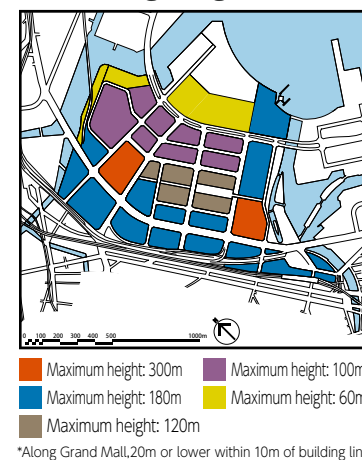 0 100 200 300 400 500 1000m
Maximum height: 300m
Maximum height: 100m
Maximum height: 180m
Maximum height: 60m
Maximum height: 120m
*Along Grand Mall,20m or lower within 10m of building lin